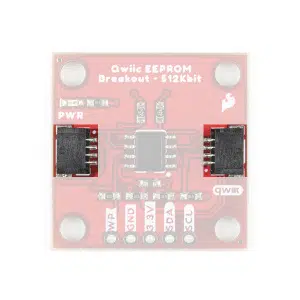 Qwiic EEPROM
Breakout - 512Kbit
PWR
qwiic
WP
GND
3.3V
SDA
SCL